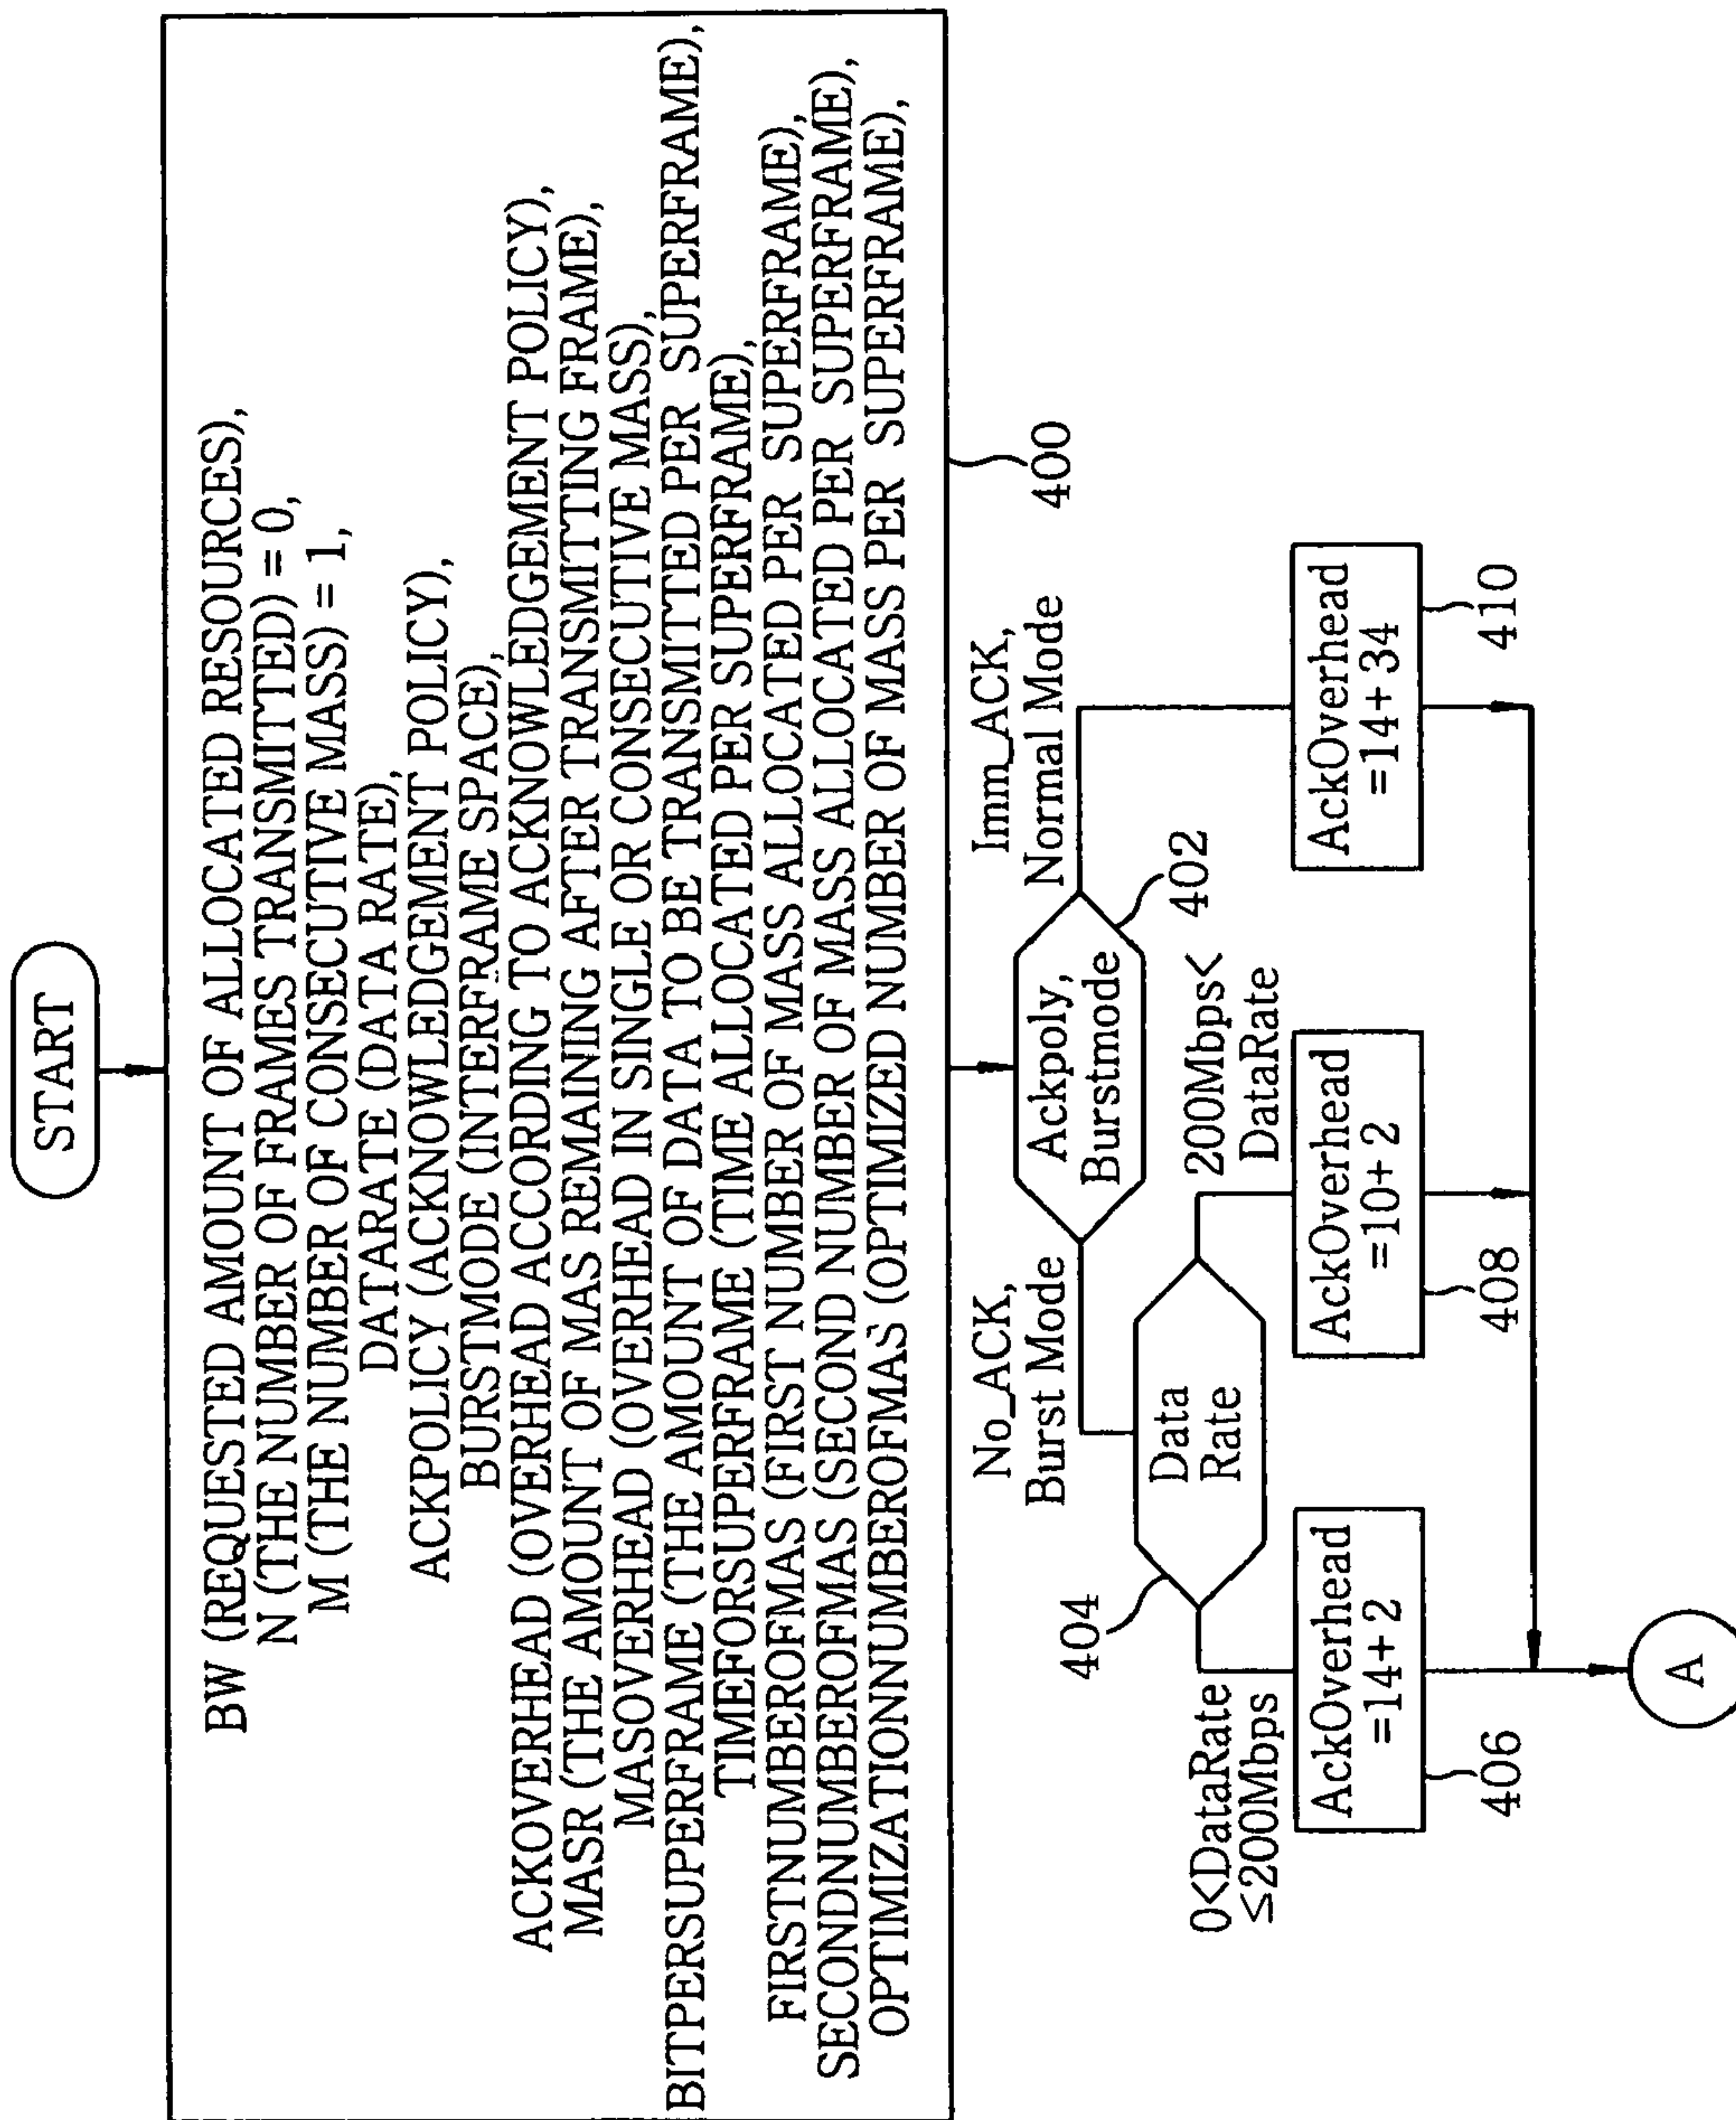 START
BW (REQUESTED AMOUNT OF ALLOCATED RESOURCES),
N (THE NUMBER OF FRAMES TRANSMITTED) = 0,
M (THE NUMBER OF CONSECUTIVE MASS) = 1,
DATARATE (DATA RATE),
ACKPOLICY (ACKNOWLEDGEMENT POLICY),
BURSTMODE (INTERFRAME SPACE),
ACKOVERHEAD (OVERHEAD ACCORDING TO ACKNOWLEDGEMENT POLICY),
MASR (THE AMOUNT OF MAS REMAINING AFTER TRANSMITTING FRAME),
MASOVERHEAD (OVERHEAD IN SINGLE OR CONSECUTIVE MASS),
BITPERSUPERFRAME (THE AMOUNT OF DATA TO BE TRANSMITTED PER SUPERFRAME),
TIMEFORSUPERFRAME (TIME ALLOCATED PER SUPERFRAME),
FIRSTNUMBEROFMAS (FIRST NUMBER OF MASS ALLOCATED PER SUPERFRAME),
SECONDNUMBEROFMAS (SECOND NUMBER OF MASS ALLOCATED PER SUPERFRAME),
OPTIMIZATIONNUMBEROFMAS (OPTIMIZED NUMBER OF MASS PER SUPERFRAME),
400
No_ACK,
Burst Mode
Ackpoly,
Burstmode
402
Imm_ACK,
Normal Mode
404
Data
Rate
0<DataRate
≤200Mbps
200Mbps<
DataRate
AckOverhead
=14+2
406
AckOverhead
=10+2
408
AckOverhead
=14+34
410
A